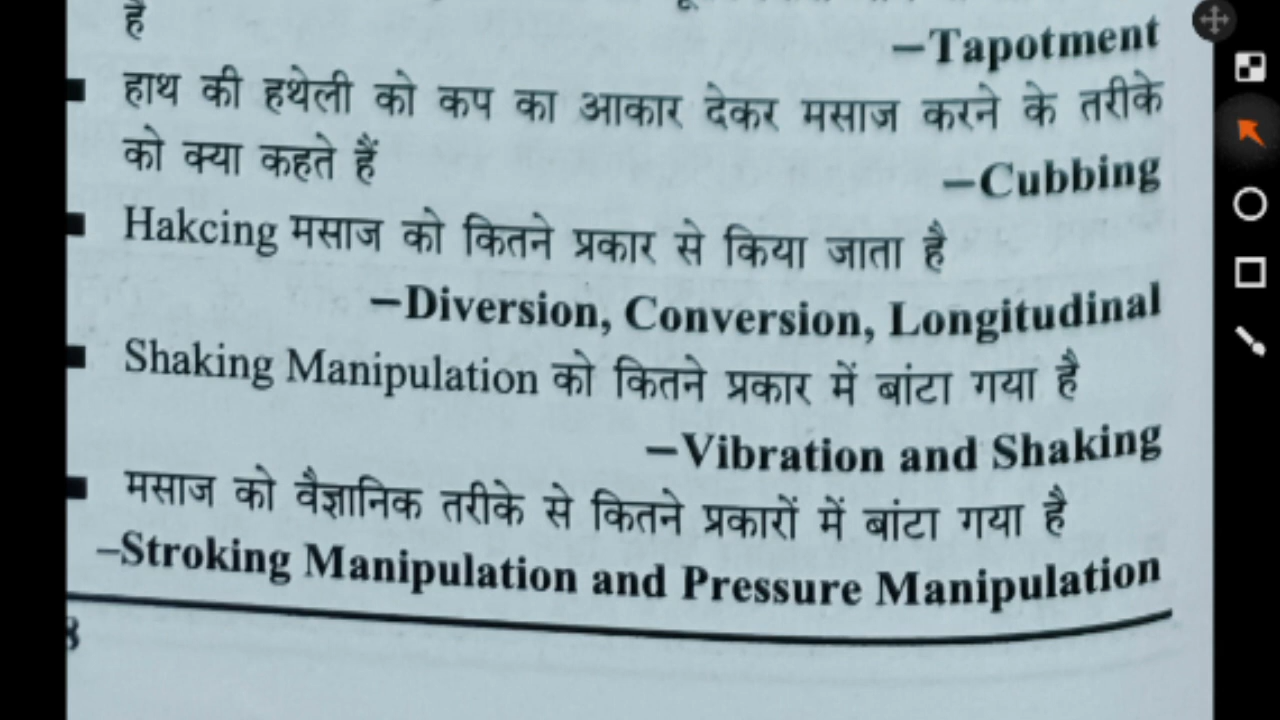 है
–Tapotment
हाथ की हथेली को कप का आकार देकर मसाज करने के तरीके
को क्या कहते हैं –Cubbing
Hakcing मसाज को कितने प्रकार से किया जाता है
–Diversion, Conversion, Longitudinal
Shaking Manipulation को कितने प्रकार में बांटा गया है
–Vibration and Shaking
मसाज को वैज्ञानिक तरीके से कितने प्रकारों में बांटा गया है
–Stroking Manipulation and Pressure Manipulation
8